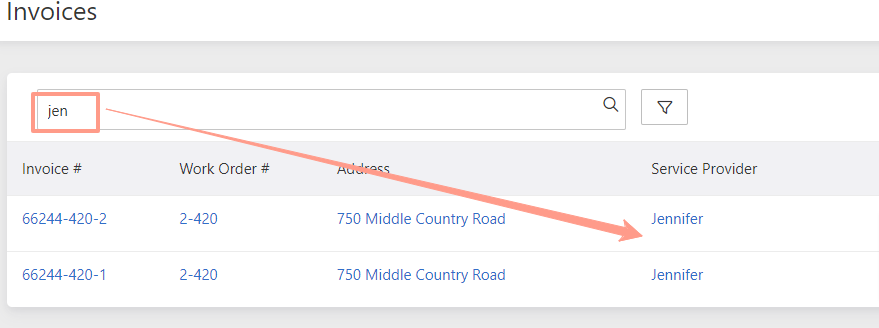 Invoices
jen
Invoice # Work Order # Address Service Provider
66244-420-2 2-420 750 Middle Country Road Jennifer
66244-420-1 2-420 750 Middle Country Road Jennifer